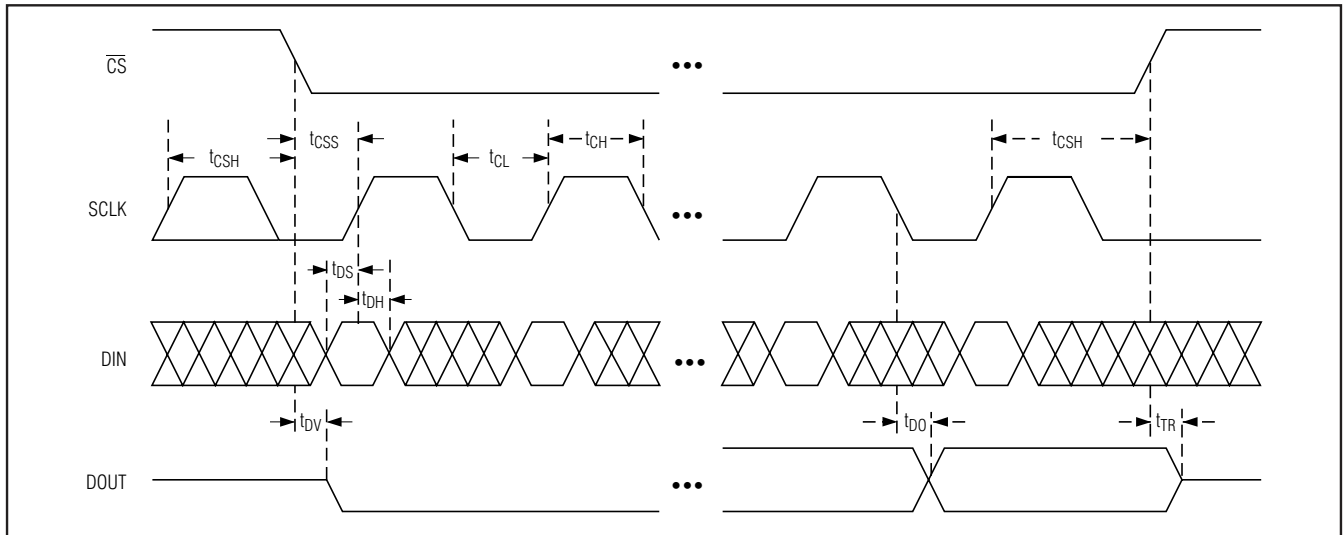 CS
tCSS
tCSH
tCL
tCH
tCSH
SCLK
tDS
tDH
DIN
tDV
tDO
tTR
DOUT